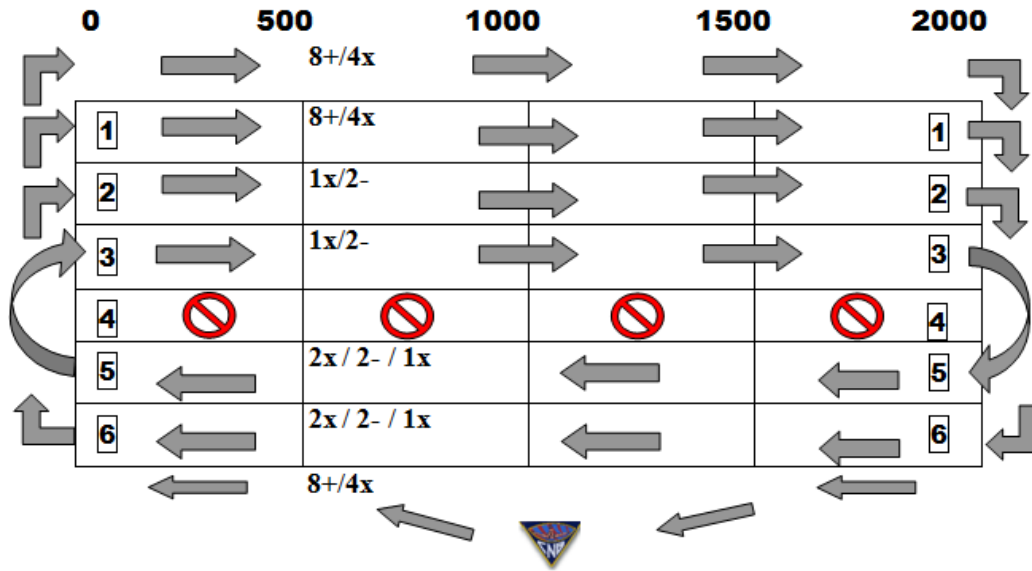 0 500 1000 1500 2000
8+/4x
1 8+/4x 1
2 1x/2- 2
3 1x/2- 3
4 4
5 2x / 2- / 1x 5
6 2x / 2- / 1x 6
8+/4x